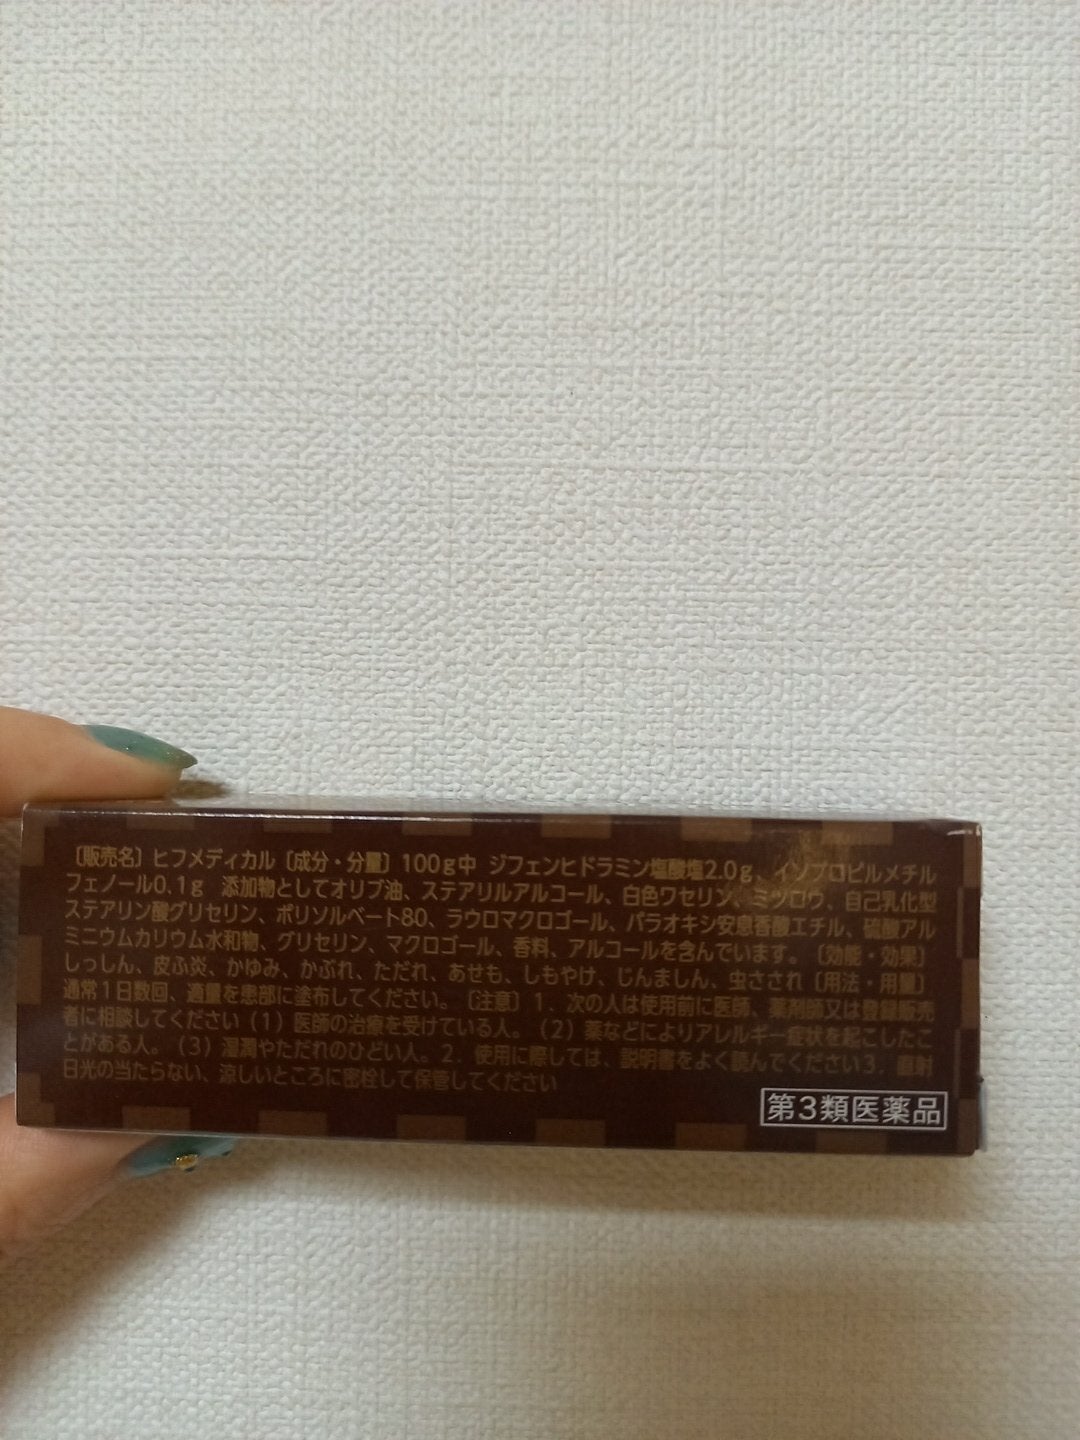 〔販売名〕ヒフメディカル〔成分・分量〕100g中 ジフェンヒドラミン塩酸塩2.0g、イソプロピルメチル
フェノール0.1g 添加物としてオリブ油、ステアリルアルコール、白色ワセリン、ミツロウ、自己乳化型
ステアリン酸グリセリン、ポリソルベート80、ラウロマクロゴール、パラオキシ安息香酸エチル、硫酸アル
ミニウムカリウム水和物、グリセリン、マクロゴール、香料、アルコールを含んでいます。〔効能・効果〕
しっしん、皮ふ炎、かゆみ、かぶれ、ただれ、あせも、しもやけ、じんましん、虫さされ〔用法・用量〕
通常1日数回、適量を患部に塗布してください。〔注意〕1．次の人は使用前に医師、薬剤師又は登録販売
者に相談してください（1）医師の治療を受けている人。（2）薬などによりアレルギー症状を起こしたこ
とがある人。（3）湿潤やただれのひどい人。2．使用に際しては、説明書をよく読んでください3．直射
日光の当たらない、涼しいところに密栓して保管してください
第3類医薬品